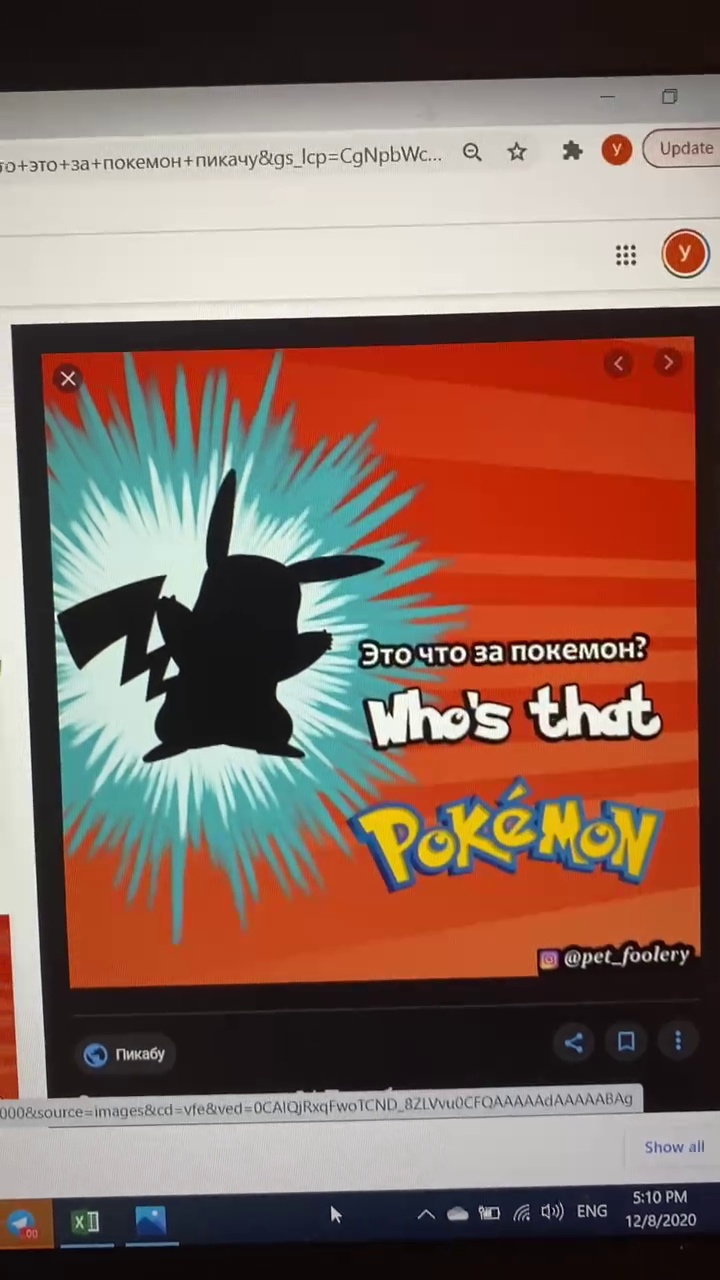 то+это+за+покемон+пикачу&gs_lcp=CgNpbWc...
y
Update
y
Это что за покемон?
Who's that
POKéMON
@pet_foolery
Пикабу
000&source=images&cd=vfe&ved=0CAIQjRxqFwoTCND_8ZLVvu0CFQAAAAAdAAAAABAg
Show all
ENG
5:10 PM
12/8/2020